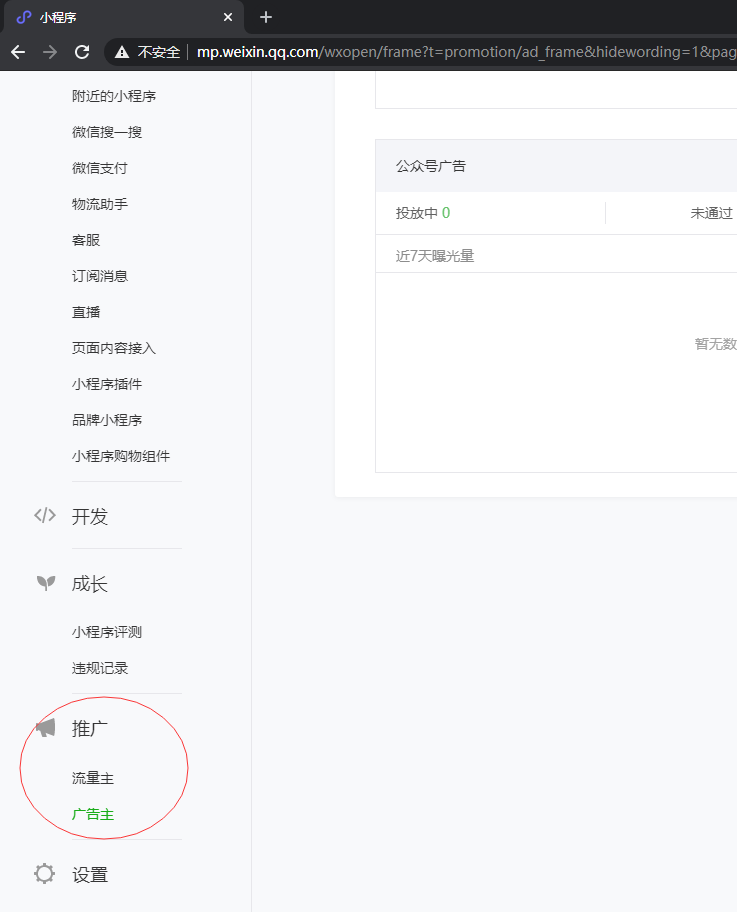 小程序
不安全 mp.weixin.qq.com/wxopen/frame?t=promotion/ad_frame&hidewording=1&pag
附近的小程序
微信搜一搜
微信支付
物流助手
客服
订阅消息
直播
页面内容接入
小程序插件
品牌小程序
小程序购物组件
开发
成长
小程序评测
违规记录
推广
流量主
广告主
设置
公众号广告
投放中 0 未通过
近7天曝光量
暂无数